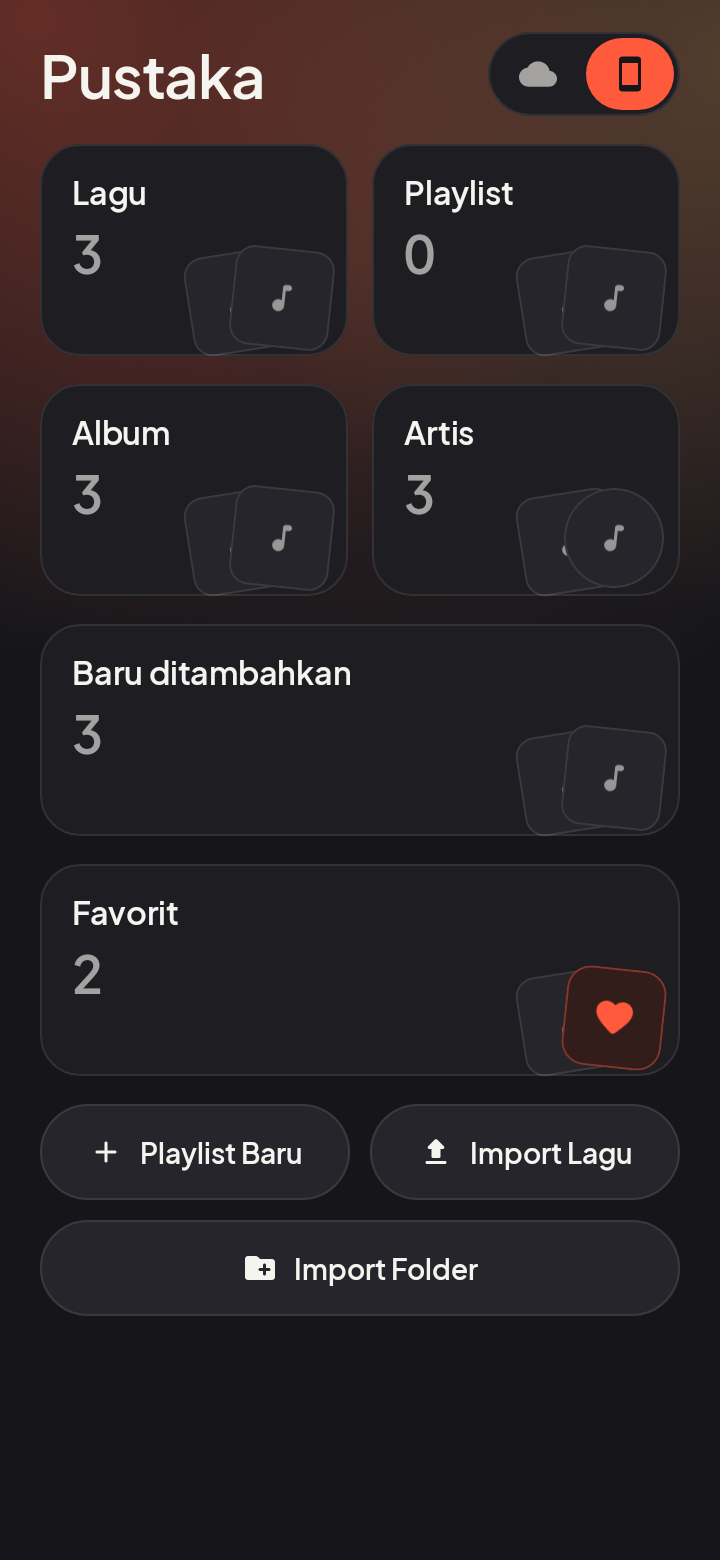 Pustaka
Lagu
3
Playlist
0
Album
3
Artis
3
Baru ditambahkan
3
Favorit
2
Playlist Baru
Import Lagu
Import Folder